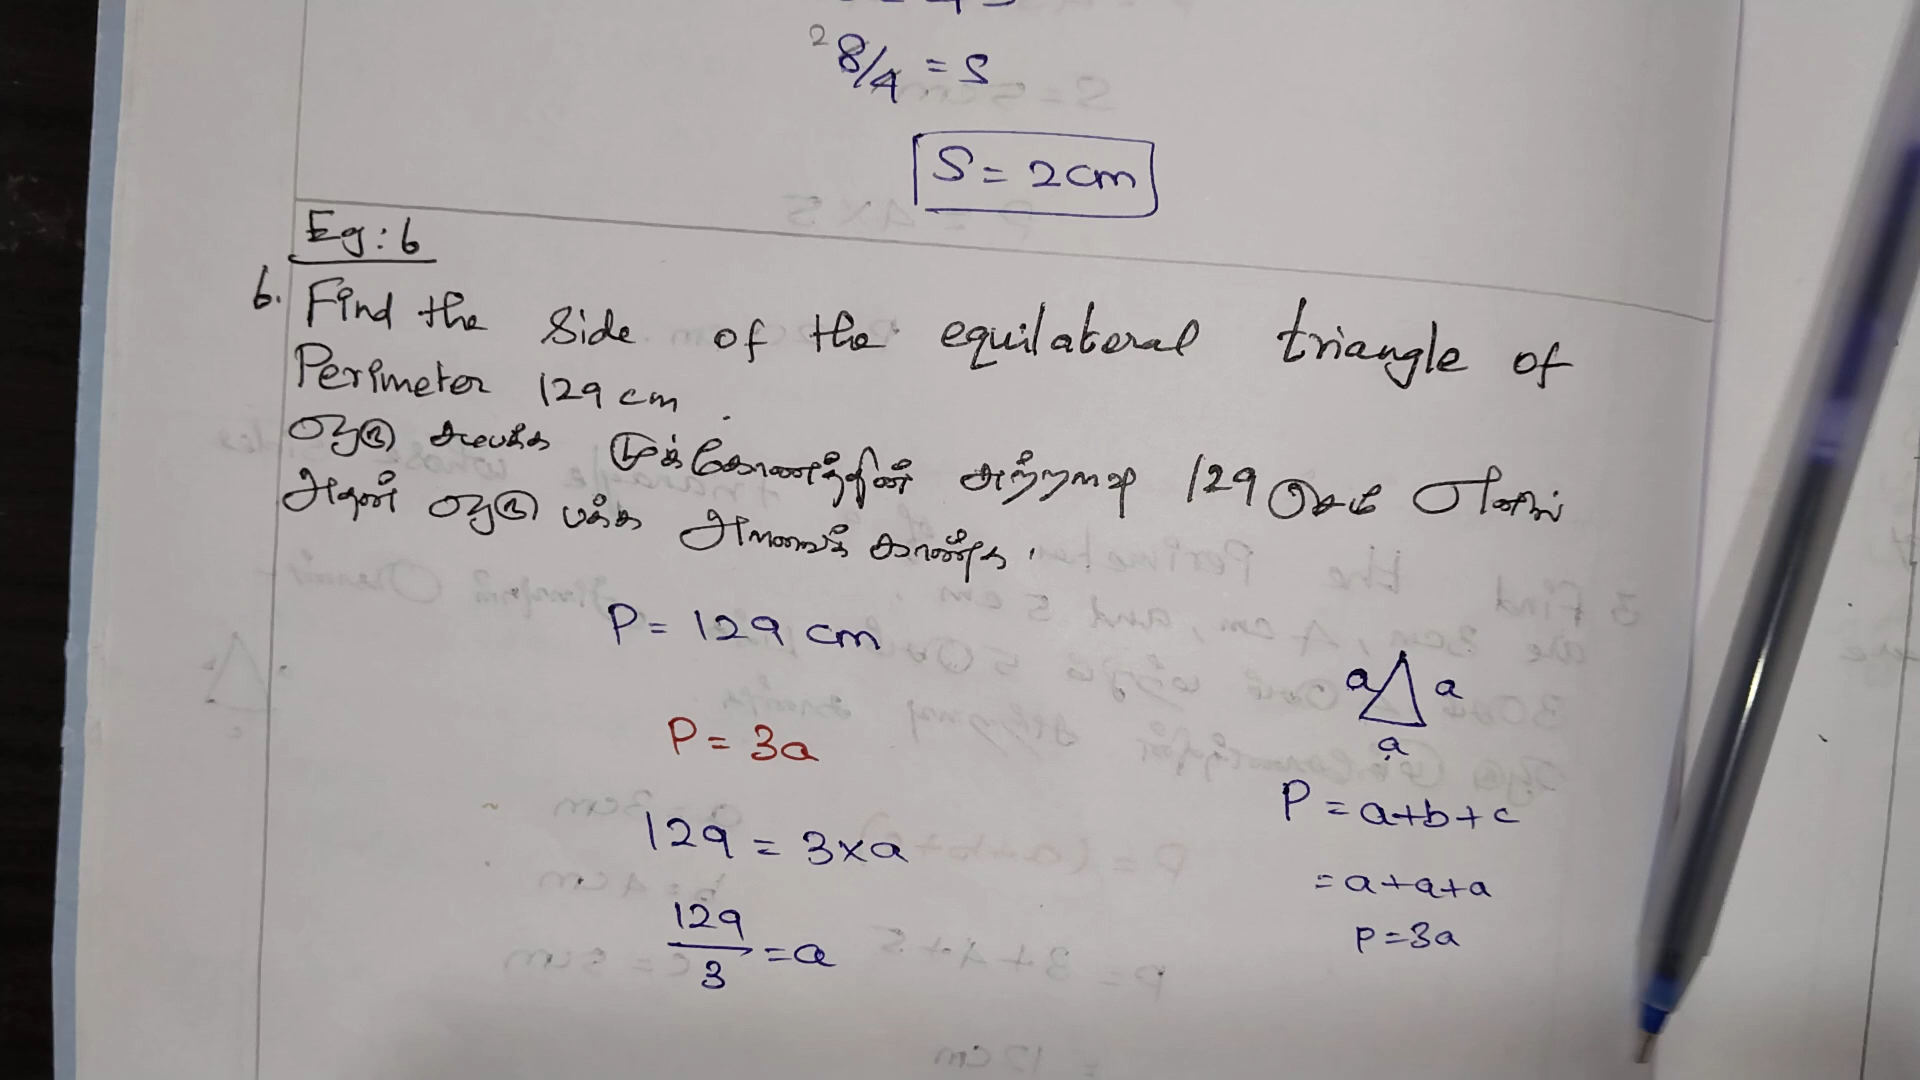 ²8/4 = S
S = 2cm
Eg: 6
6. Find the Side of the equilateral triangle of
Perimeter 129 cm.
ஒரு சமபக்க முக்கோணத்தின் சுற்றளவு 129 செமீ எனில்
அதன் ஒரு பக்க அளவைக் காண்க.
P = 129 cm
a a
a
P = 3a
P = a+b+c
129 = 3×a
= a+a+a
129/3 = a
P=3a